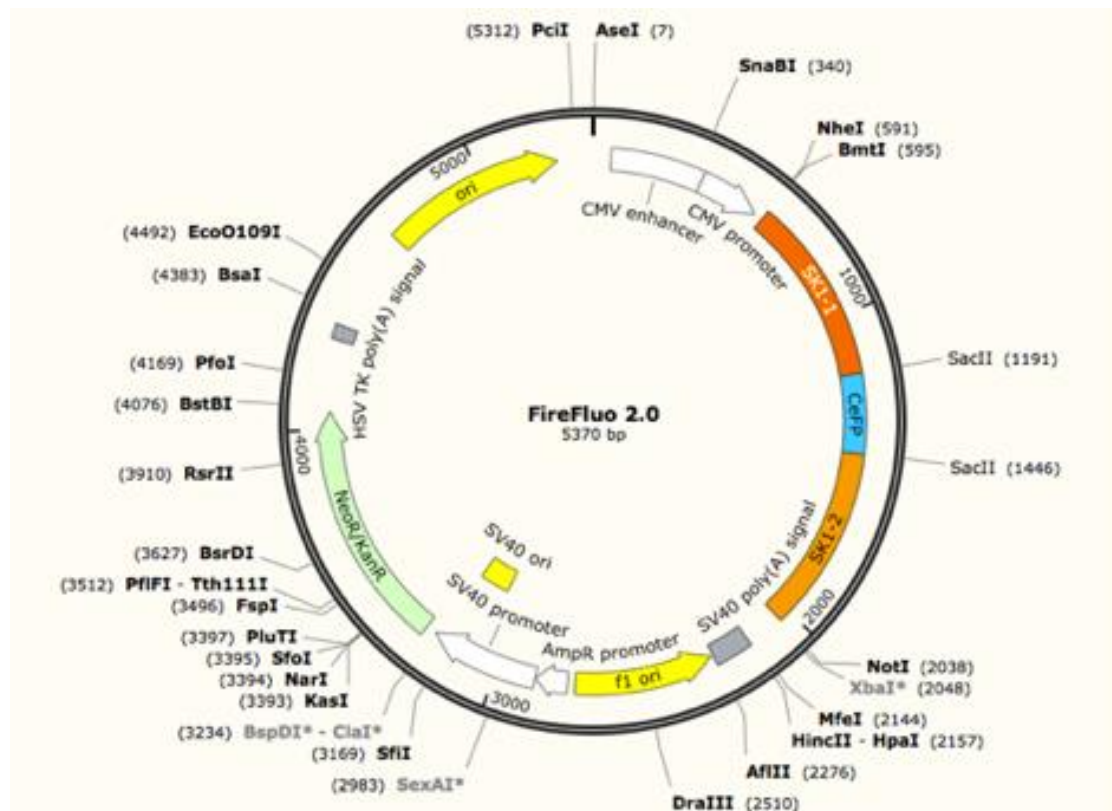 (5312) PciI
AseI (7)
SnaBI (340)
NheI (591)
BmtI (595)
5000
ori
CMV enhancer
CMV promoter
(4492) EcoO109I
(4383) BsaI
SK1-1
1000
HSV TK poly(A) signal
(4169) PfoI
SacII (1191)
(4076) BstBI
CeFP
FireFluo 2.0
5370 bp
4000
(3910) RsrII
SacII (1446)
NeoR/KanR
SV40 ori
SK1-2
(3627) BsrDI
SV40 poly(A) signal
(3512) PflFI - Tth111I
(3496) FspI
SV40 promoter
2000
(3397) PluTI
AmpR promoter
(3395) SfoI
f1 ori
NotI (2038)
(3394) NarI
XbaI* (2048)
(3393) KasI
3000
MfeI (2144)
(3234) BspDI* - ClaI*
HincII - HpaI (2157)
(3169) SfiI
AflII (2276)
(2983) SexAI*
DraIII (2510)